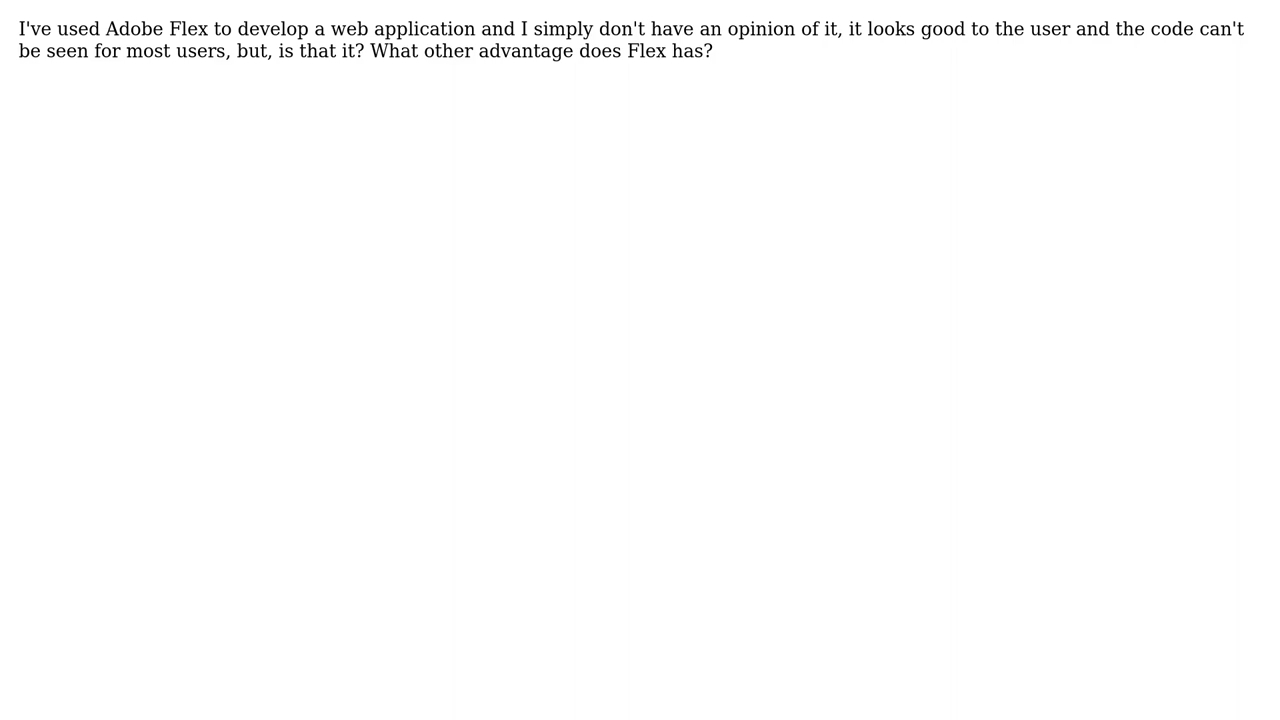 I've used Adobe Flex to develop a web application and I simply don't have an opinion of it, it looks good to the user and the code can't
be seen for most users, but, is that it? What other advantage does Flex has?